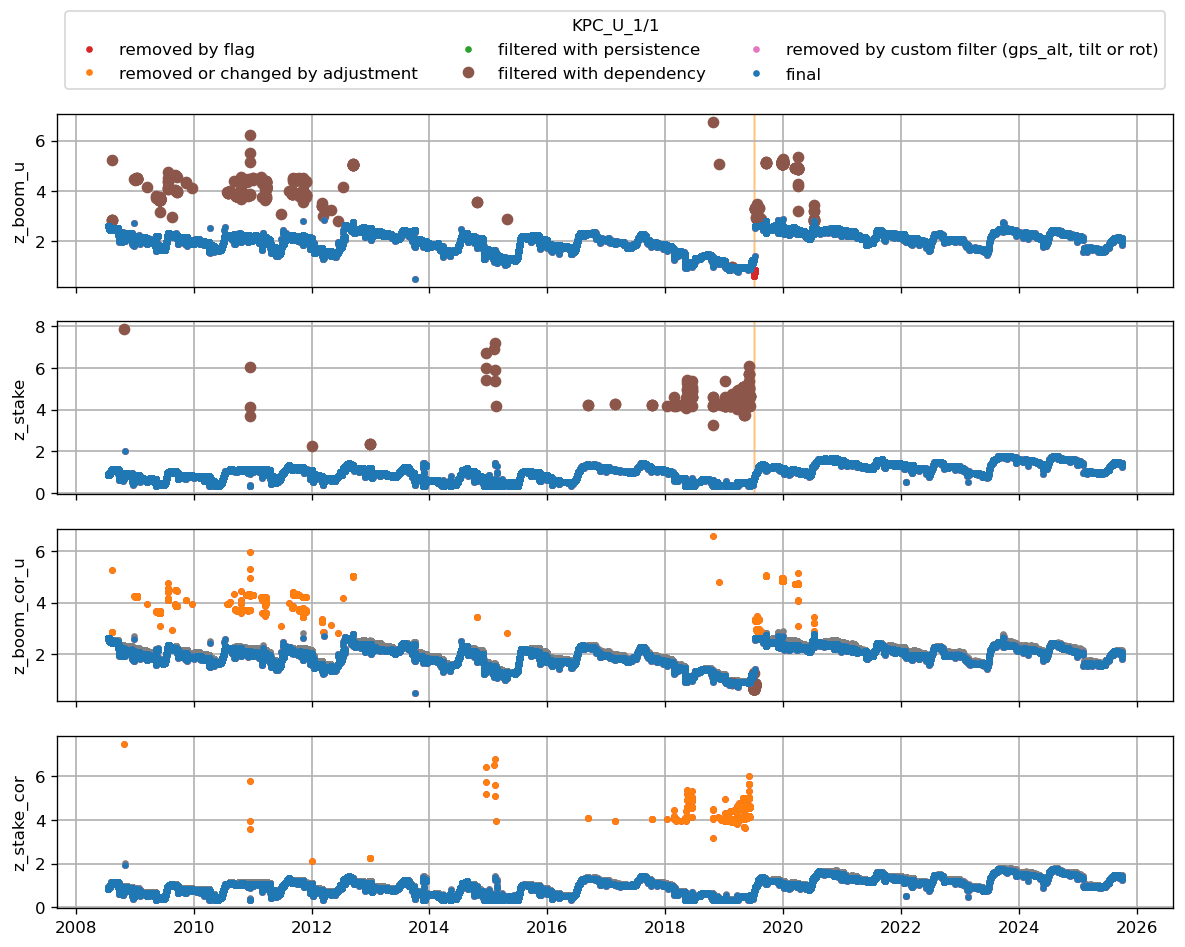 KPC_U_1/1
removed by flag
filtered with persistence
removed by custom filter (gps_alt, tilt or rot)
removed or changed by adjustment
filtered with dependency
final
z_boom_u
6
4
2
z_stake
8
6
4
2
0
z_boom_cor_u
6
4
2
z_stake_cor
6
4
2
0
2008
2010
2012
2014
2016
2018
2020
2022
2024
2026